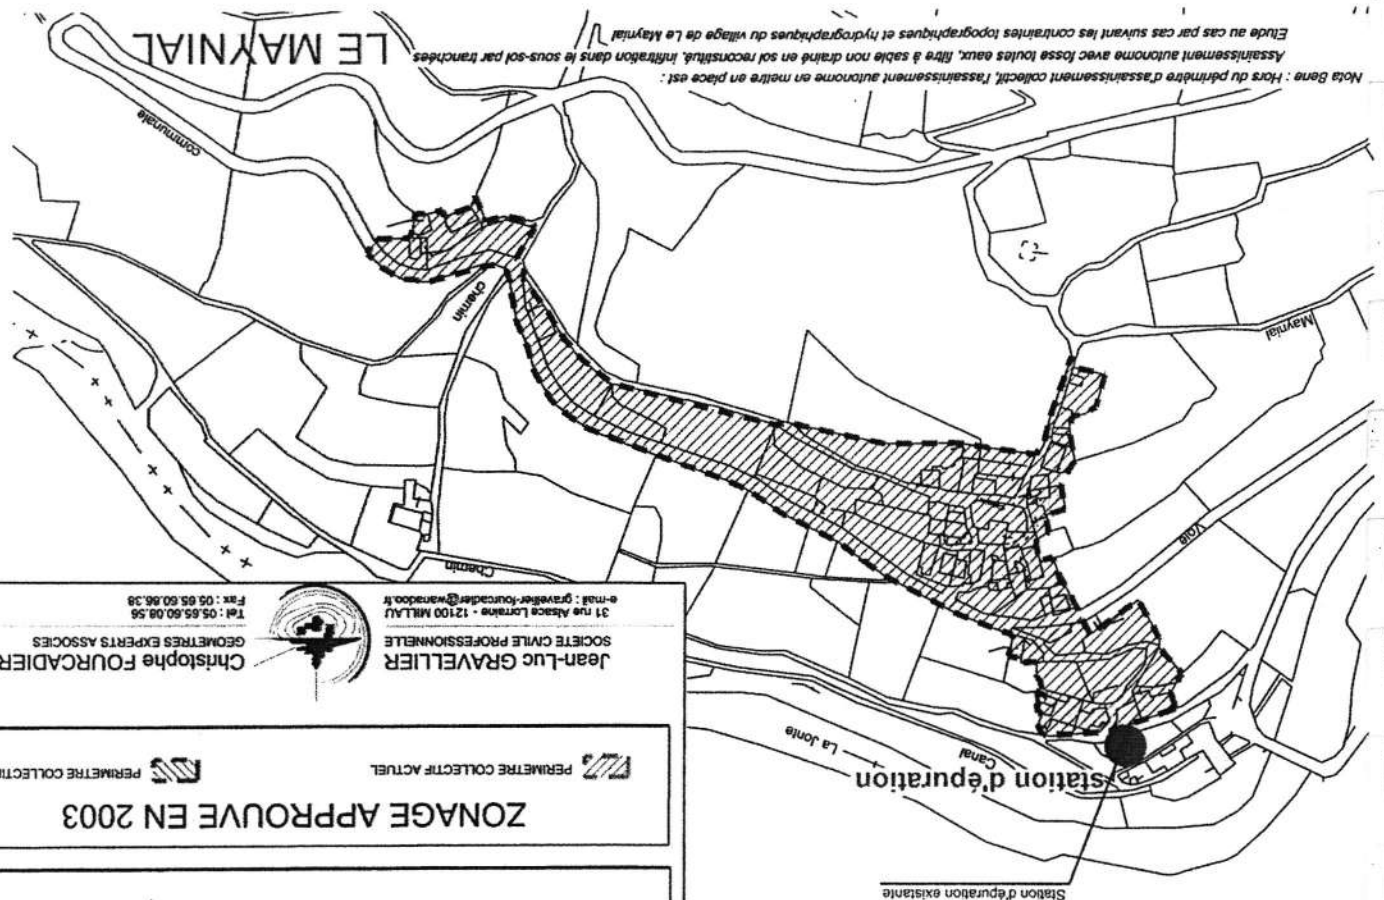 Station d'épuration existante
station d'épuration
Canal
La Jonte
ZONAGE APPROUVE EN 2003
PERIMETRE COLLECTIF ACTUEL
Jean-Luc GRAVELLIER
Christophe FOURCADIER
SOCIETE CIVILE PROFESSIONNELLE
GEOMETRES EXPERTS ASSOCIES
31 rue Alsace Lorraine - 12100 MILLAU
Tel : 05.65.60.08.56
e-mail : gravellier-fourcadier@wanadoo.fr
Fax : 05.65.60.66.38
Chemin
Maynial
chemin
communale
Nota Bene : Hors du périmètre d'assainissement collectif, l'assainissement autonome en mettre en place est :
Assainissement autonome avec fosse toutes eaux, filtre à sable non drainé en sol reconstitué, infiltration dans le sous-sol par tranchées
Etude au cas par cas suivant les contraintes topographiques et hydrographiques du village de Le Maynial
LE MAYNIAL